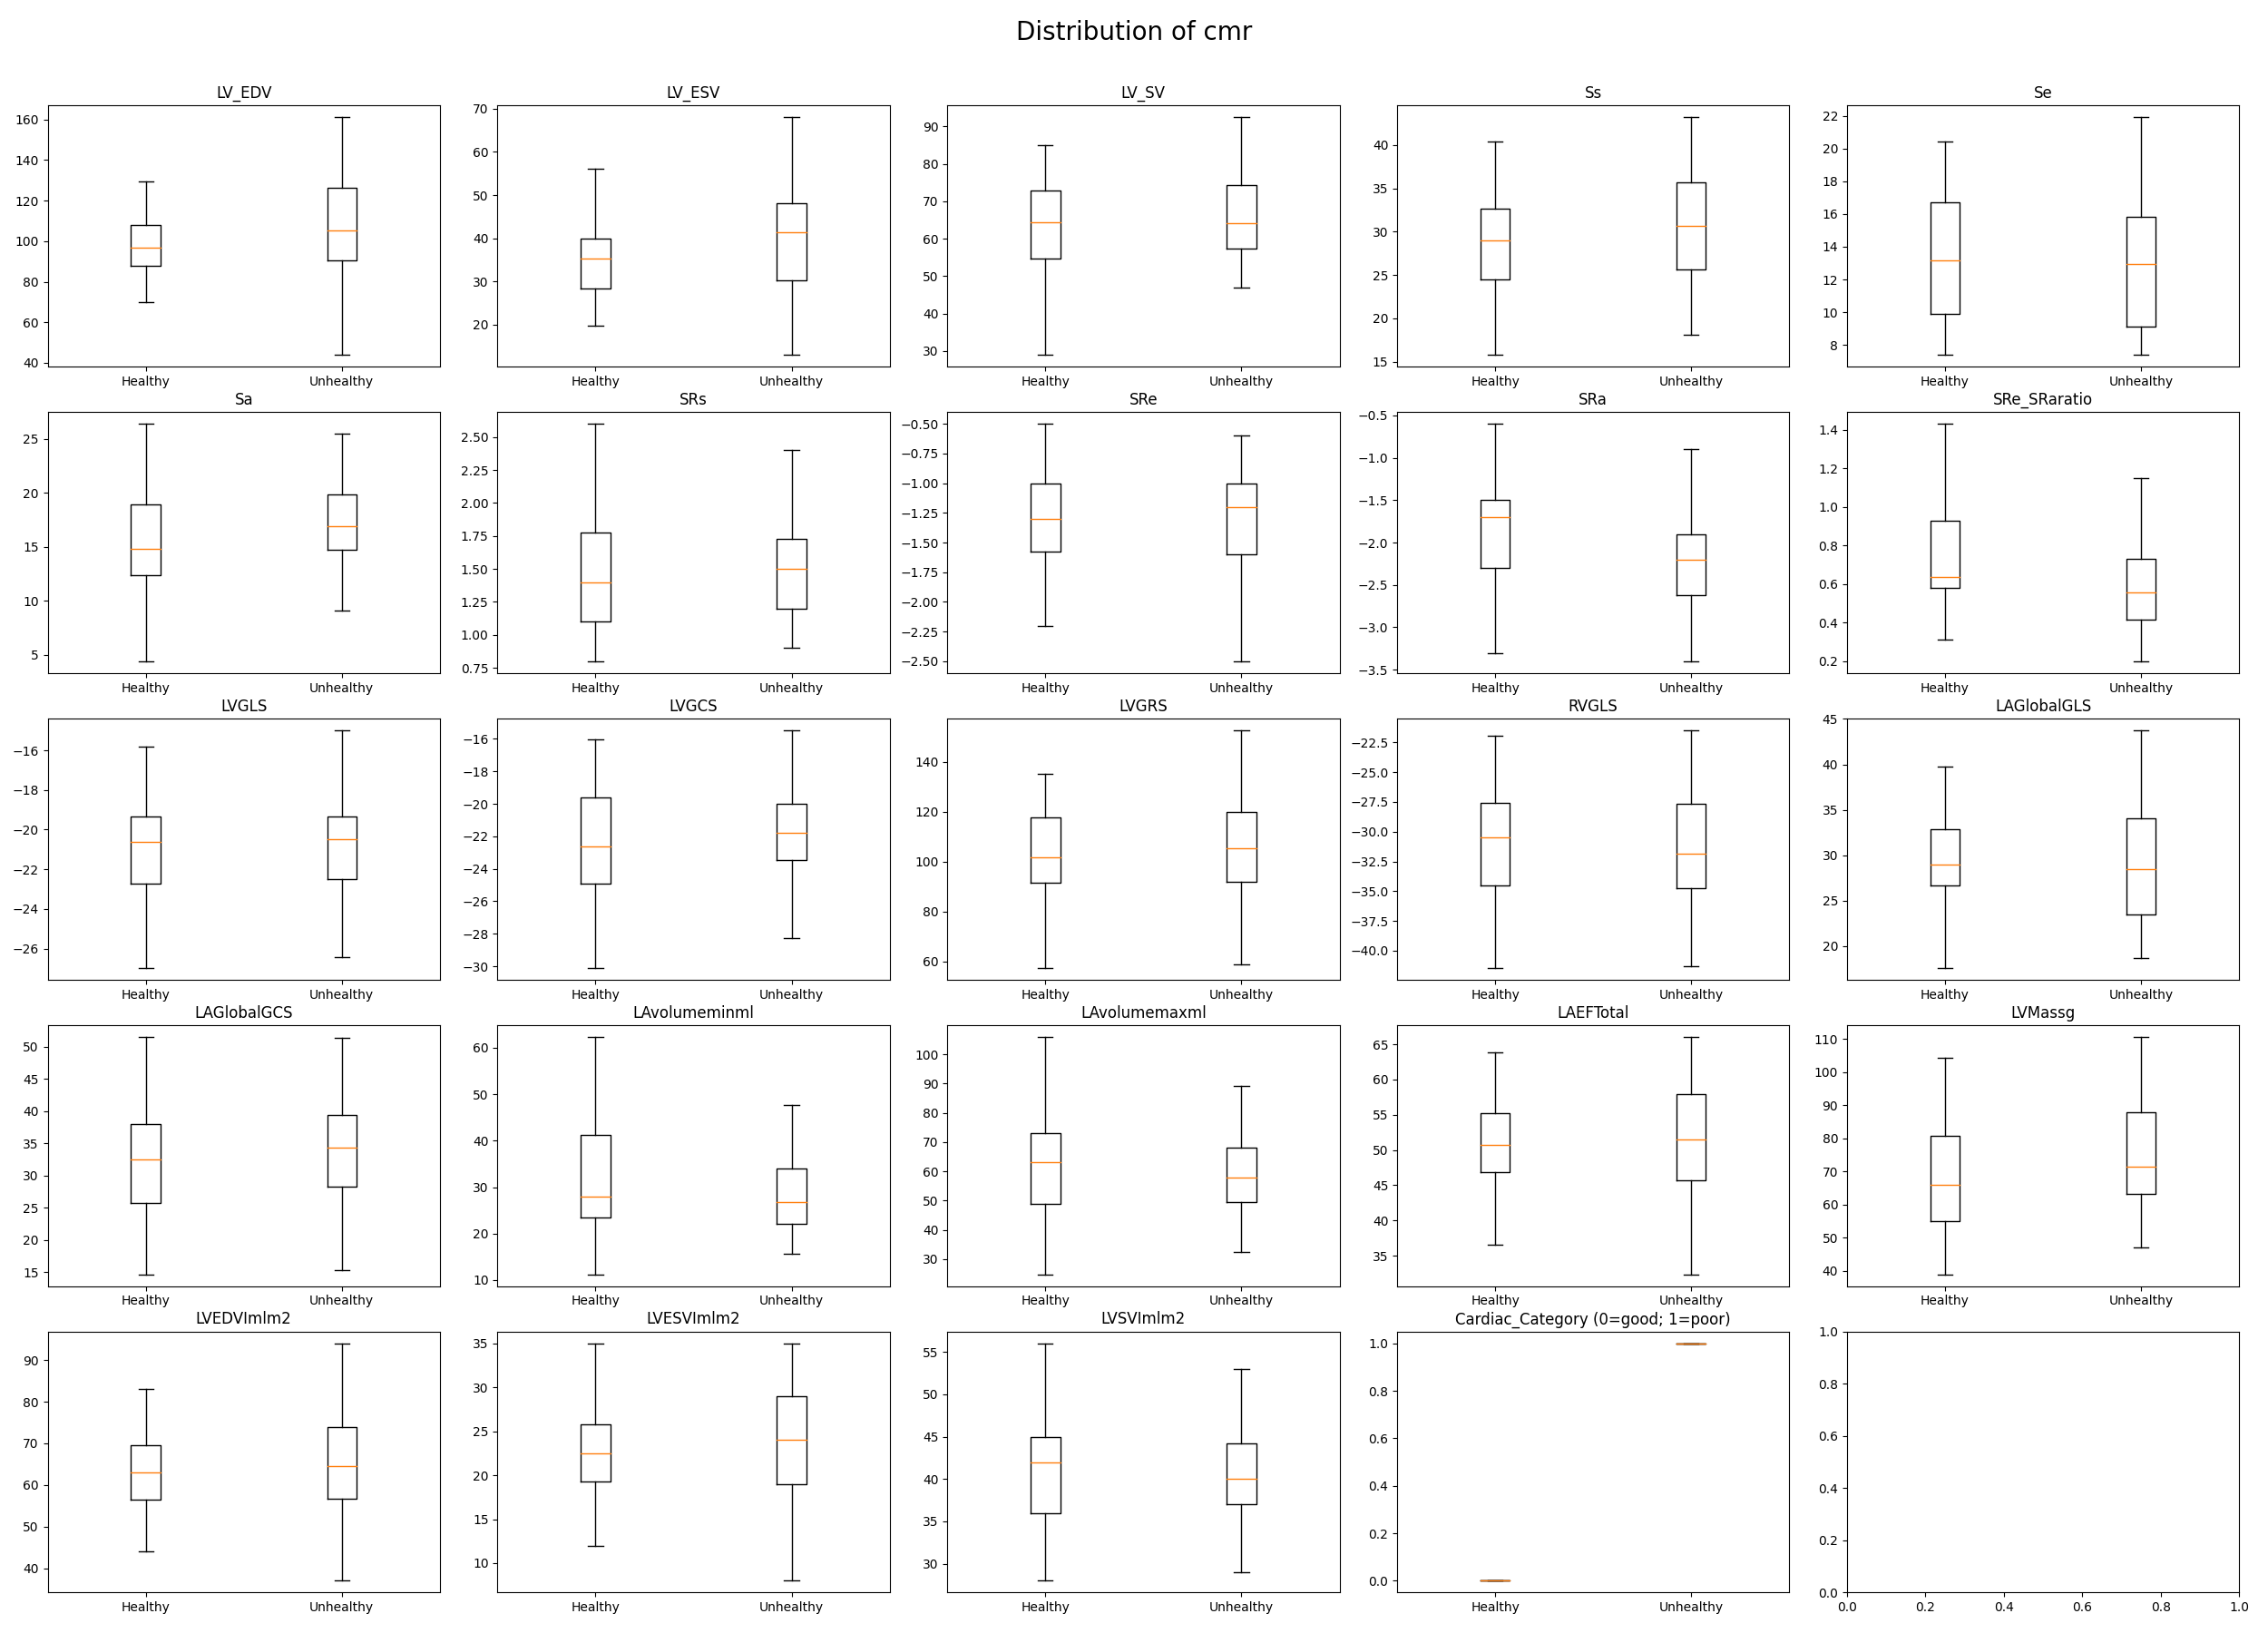 Distribution of cmr
LV_EDV LV_ESV LV_SV Ss Se
160 140 120 100 80 60 40
70 60 50 40 30 20
90 80 70 60 50 40 30
40 35 30 25 20 15
22 20 18 16 14 12 10 8
Healthy Unhealthy Healthy Unhealthy Healthy Unhealthy Healthy Unhealthy Healthy Unhealthy
Sa SRs SRe SRa SRe_SRaratio
25 20 15 10 5
2.50 2.25 2.00 1.75 1.50 1.25 1.00 0.75
−0.50 −0.75 −1.00 −1.25 −1.50 −1.75 −2.00 −2.25 −2.50
−0.5 −1.0 −1.5 −2.0 −2.5 −3.0 −3.5
1.4 1.2 1.0 0.8 0.6 0.4 0.2
Healthy Unhealthy Healthy Unhealthy Healthy Unhealthy Healthy Unhealthy Healthy Unhealthy
LVGLS LVGCS LVGRS RVGLS LAGlobalGLS
−16 −18 −20 −22 −24 −26
−16 −18 −20 −22 −24 −26 −28 −30
140 120 100 80 60
−22.5 −25.0 −27.5 −30.0 −32.5 −35.0 −37.5 −40.0
45 40 35 30 25 20
Healthy Unhealthy Healthy Unhealthy Healthy Unhealthy Healthy Unhealthy Healthy Unhealthy
LAGlobalGCS LAvolumeminml LAvolumemaxml LAEFTotal LVMassg
50 45 40 35 30 25 20 15
60 50 40 30 20 10
100 90 80 70 60 50 40 30
65 60 55 50 45 40 35
110 100 90 80 70 60 50 40
Healthy Unhealthy Healthy Unhealthy Healthy Unhealthy Healthy Unhealthy Healthy Unhealthy
LVEDVImlm2 LVESVImlm2 LVSVImlm2 Cardiac_Category (0=good; 1=poor)
90 80 70 60 50 40
35 30 25 20 15 10
55 50 45 40 35 30
1.0 0.8 0.6 0.4 0.2 0.0
1.0 0.8 0.6 0.4 0.2 0.0
Healthy Unhealthy Healthy Unhealthy Healthy Unhealthy Healthy Unhealthy 0.0 0.2 0.4 0.6 0.8 1.0